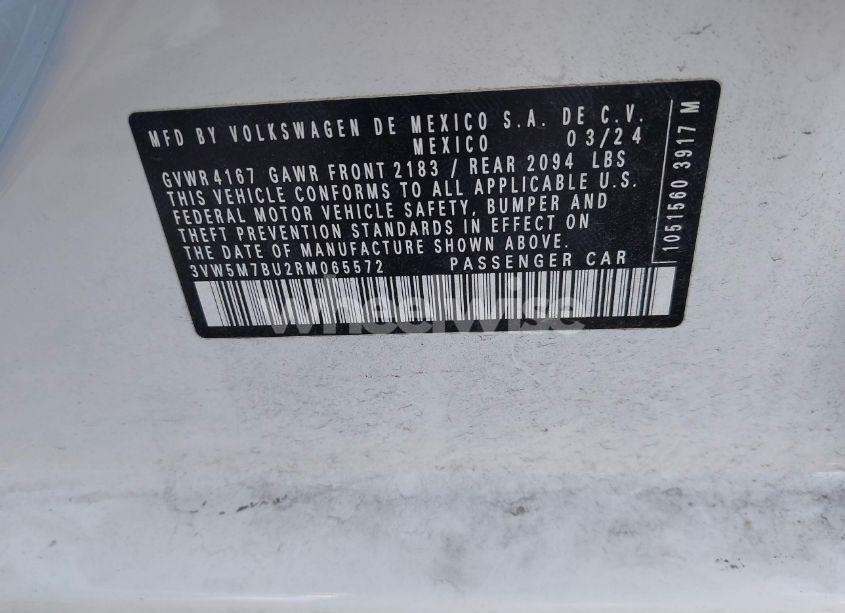 MFD BY VOLKSWAGEN DE MEXICO S.A. DE C.V.
MEXICO 03/24
GVWR 4167 GAWR FRONT 2183 / REAR 2094 LBS
THIS VEHICLE CONFORMS TO ALL APPLICABLE U.S.
FEDERAL MOTOR VEHICLE SAFETY, BUMPER AND
THEFT PREVENTION STANDARDS IN EFFECT ON
THE DATE OF MANUFACTURE SHOWN ABOVE.
3VW5M7BU2RM065572 PASSENGER CAR
1051560 3917 M
wheelwise